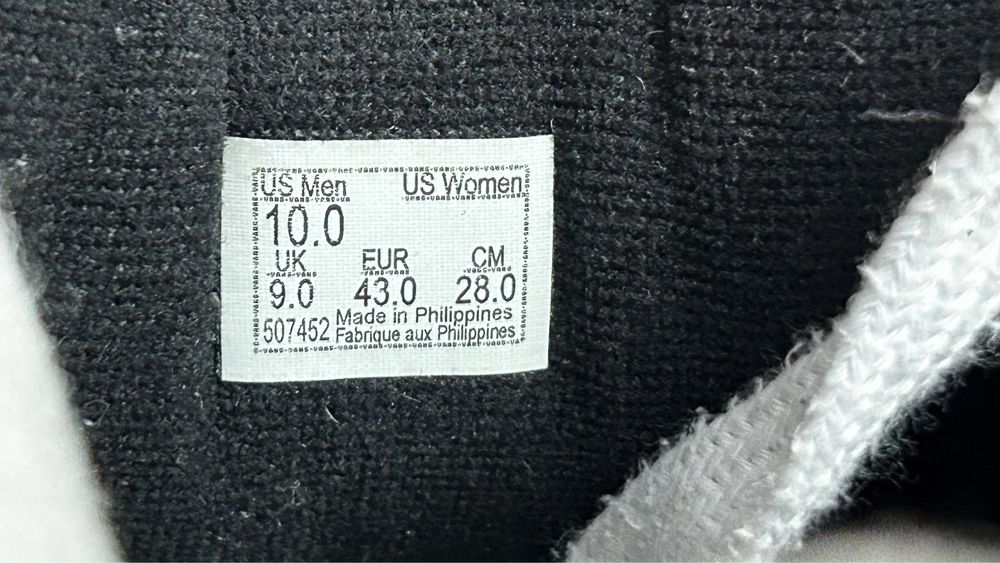 US Men US Women
10.0
UK EUR CM
9.0 43.0 28.0
507452 Made in Philippines
Fabrique aux Philippines